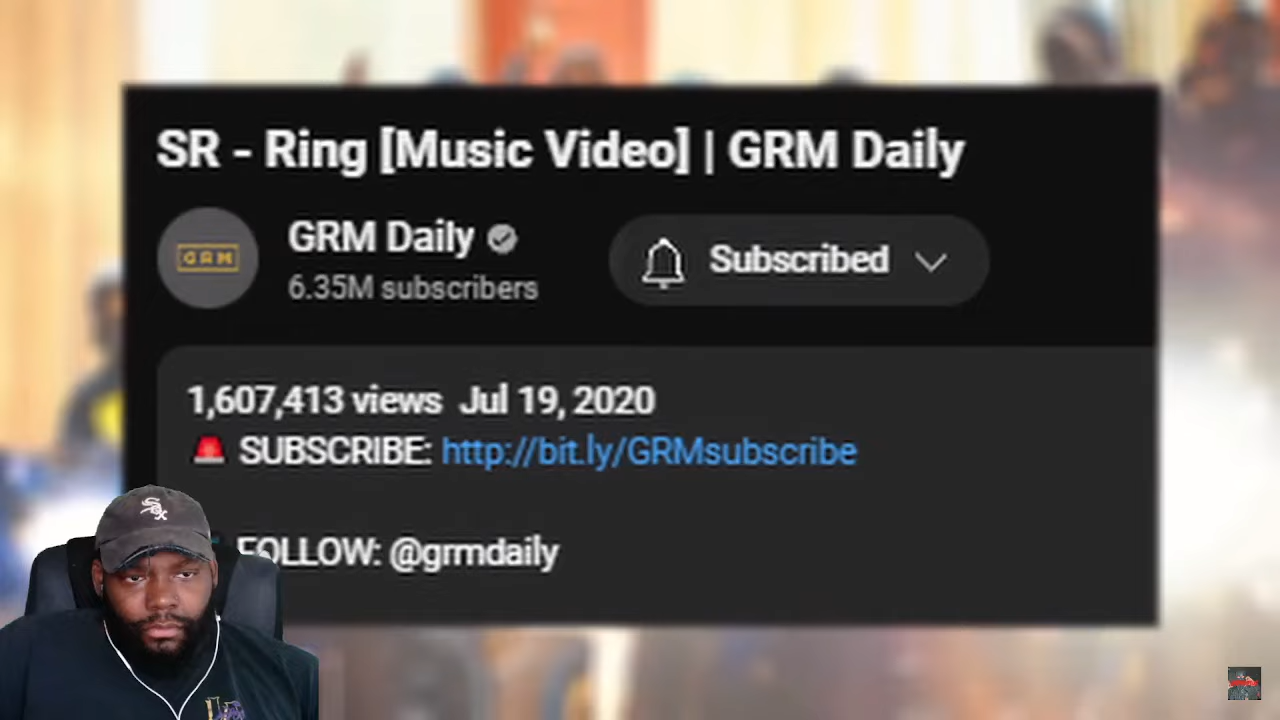 SR - Ring [Music Video] | GRM Daily
GRM
GRM Daily
6.35M subscribers
Subscribed
1,607,413 views Jul 19, 2020
SUBSCRIBE: http://bit.ly/GRMsubscribe
FOLLOW: @grmdaily
Sox